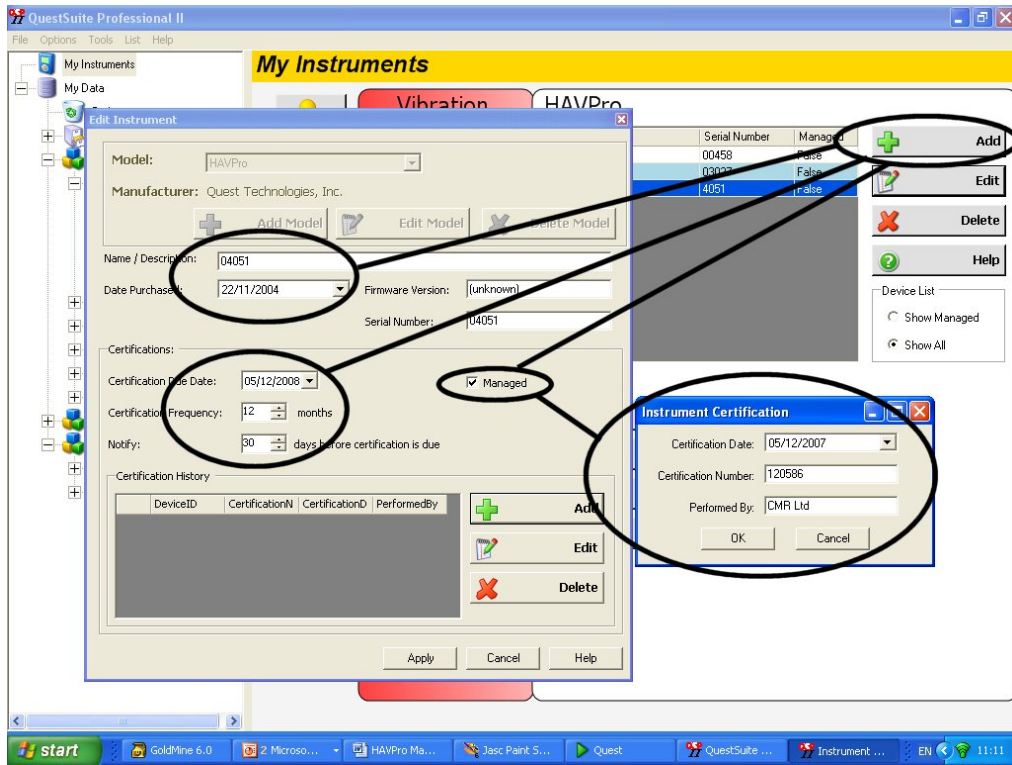 QuestSuite Professional II
File Options Tools List Help
My Instruments
My Data
My Instruments
Vibration
HAVPro
Serial Number Managed
00458 False
03027 False
4051 False
Add
Edit
Delete
Help
Device List
Show Managed
Show All
Edit Instrument
Model: HAVPro
Manufacturer: Quest Technologies, Inc.
Add Model Edit Model Delete Model
Name / Description: 04051
Date Purchased: 22/11/2004 Firmware Version: (unknown)
Serial Number: 04051
Certifications:
Certification Due Date: 05/12/2008 Managed
Certification Frequency: 12 months
Notify: 30 days before certification is due
Certification History
DeviceID CertificationN CertificationD PerformedBy
Add
Edit
Delete
Apply Cancel Help
Instrument Certification
Certification Date: 05/12/2007
Certification Number: 120586
Performed By: CMR Ltd
OK Cancel
start GoldMine 6.0 2 Microso... HAVPro Ma... Jasc Paint S... Quest QuestSuite ... Instrument ... EN 11:11